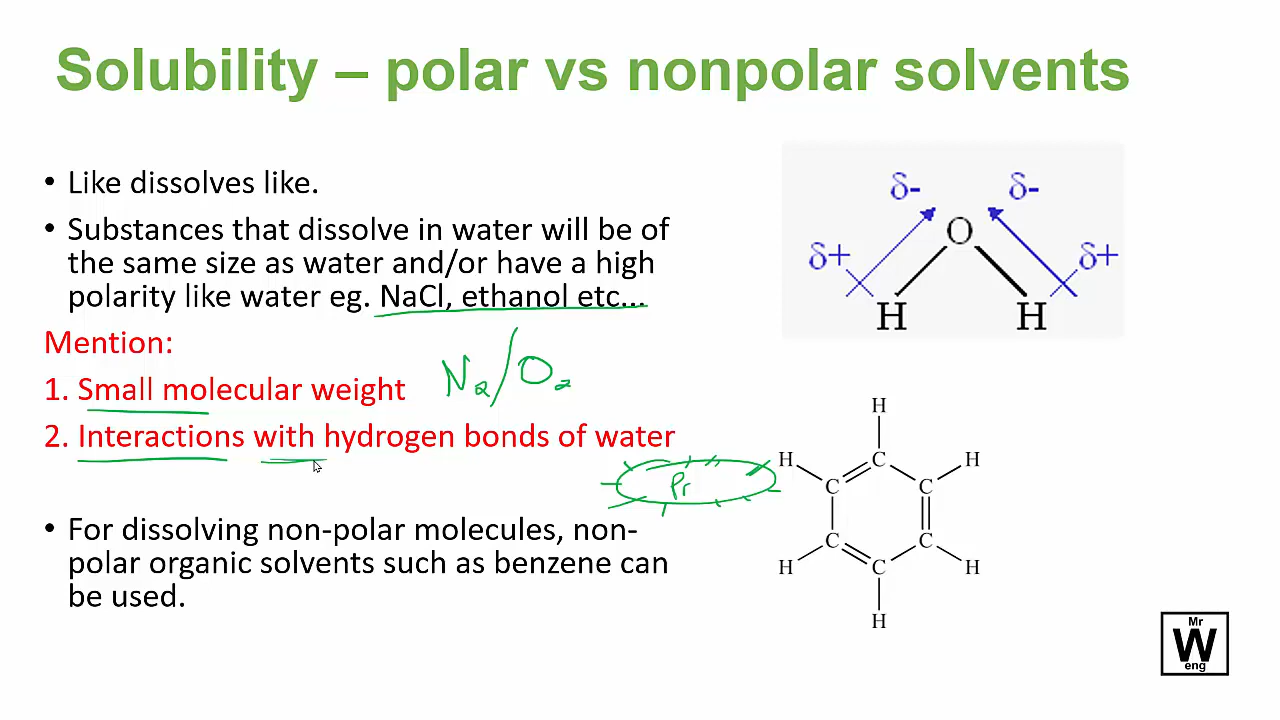 Solubility – polar vs nonpolar solvents
• Like dissolves like.
• Substances that dissolve in water will be of
the same size as water and/or have a high
polarity like water eg. NaCl, ethanol etc...
Mention:
1. Small molecular weight
N2/O2
2. Interactions with hydrogen bonds of water
Pr
• For dissolving non-polar molecules, non-
polar organic solvents such as benzene can
be used.
δ- δ-
δ+ O δ+
H H
H
H C H
C C
C C
H C H
H
Mr
W
eng